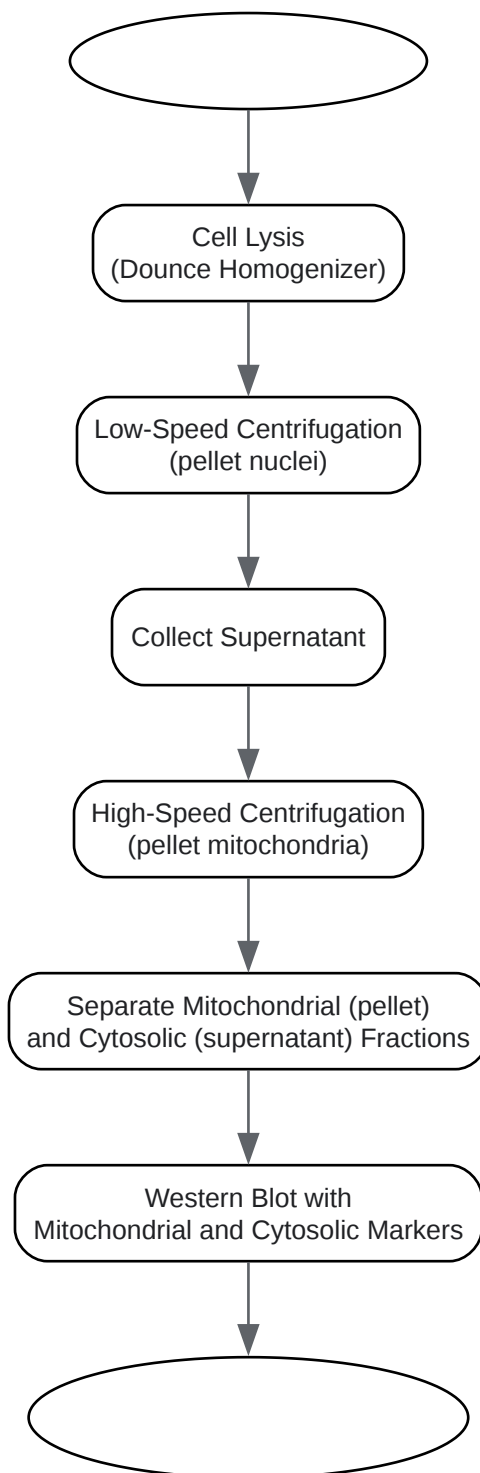 Cell Lysis
(Dounce Homogenizer)
Low-Speed Centrifugation
(pellet nuclei)
Collect Supernatant
High-Speed Centrifugation
(pellet mitochondria)
Separate Mitochondrial (pellet)
and Cytosolic (supernatant) Fractions
Western Blot with
Mitochondrial and Cytosolic Markers